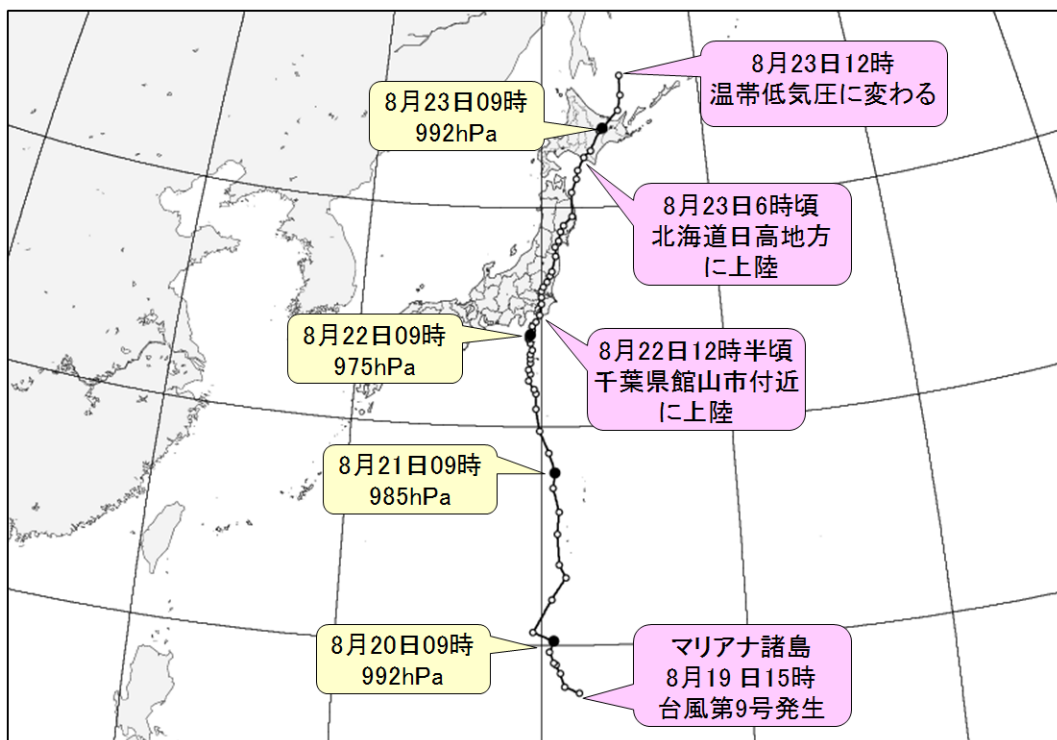 8月23日12時
温帯低気圧に変わる
8月23日09時
992hPa
8月23日6時頃
北海道日高地方
に上陸
8月22日09時
975hPa
8月22日12時半頃
千葉県館山市付近
に上陸
8月21日09時
985hPa
8月20日09時
992hPa
マリアナ諸島
8月19日15時
台風第9号発生